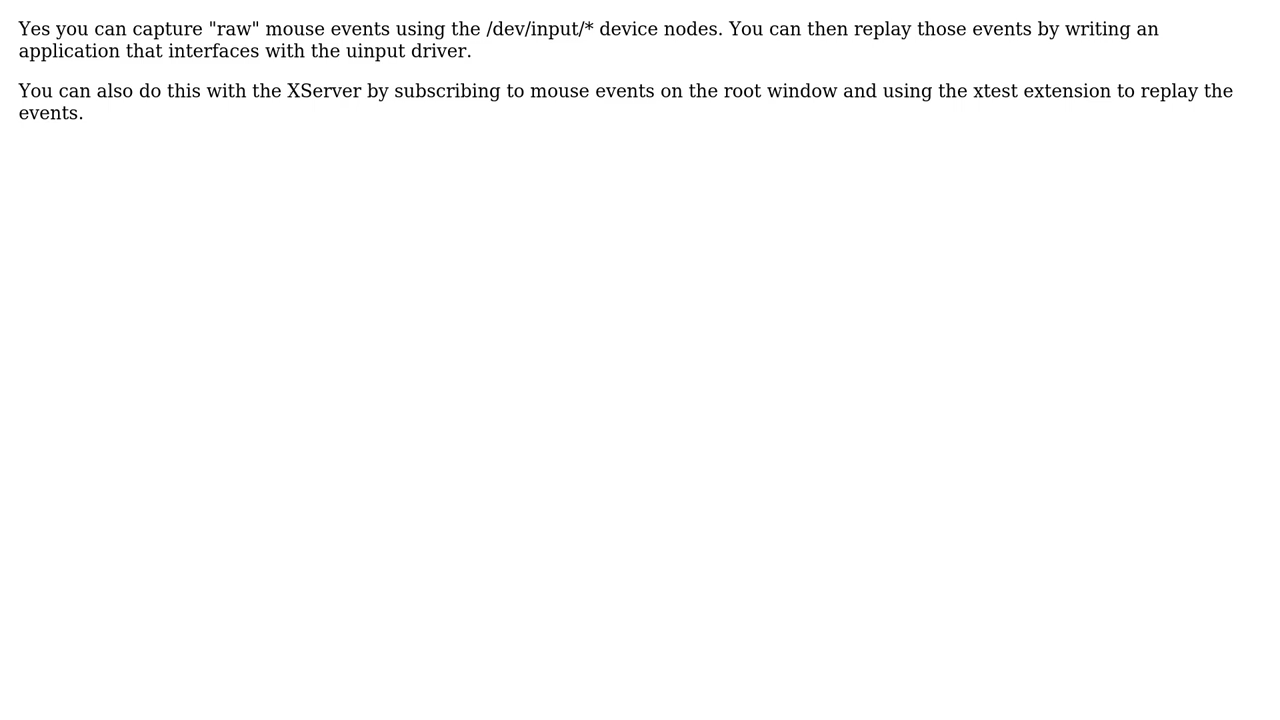 Yes you can capture "raw" mouse events using the /dev/input/* device nodes. You can then replay those events by writing an
application that interfaces with the uinput driver.
You can also do this with the XServer by subscribing to mouse events on the root window and using the xtest extension to replay the
events.